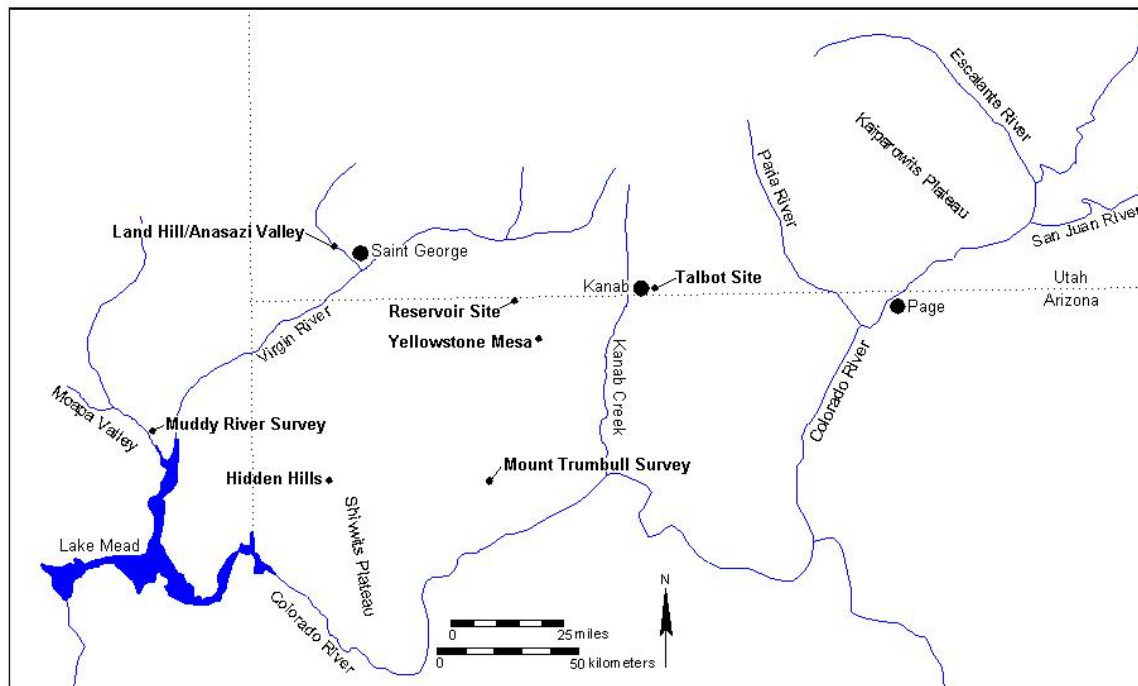 Escalante River
Kaiparowits Plateau
Paria River
San Juan River
Land Hill/Anasazi Valley
Saint George
Kanab
Talbot Site
Utah
Arizona
Reservoir Site
Page
Virgin River
Yellowstone Mesa
Kanab Creek
Colorado River
Moapa Valley
Muddy River Survey
Hidden Hills
Mount Trumbull Survey
Shivwits Plateau
Lake Mead
Colorado River
N
0 25 miles
0 50 kilometers